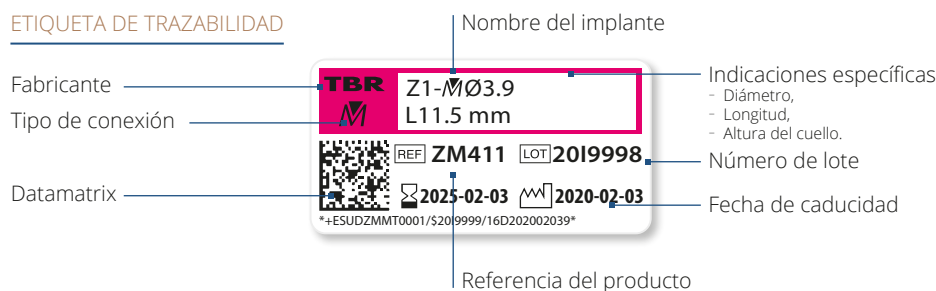 ETIQUETA DE TRAZABILIDAD
Nombre del implante
Fabricante
Tipo de conexión
Datamatrix
TBR
M
Z1-MØ3.9
L11.5 mm
REF ZM411 LOT 20I9998
2025-02-03 2020-02-03
*+ESUDZMMT0001/$20I9999/16D202002039*
Indicaciones específicas
- Diámetro,
- Longitud,
- Altura del cuello.
Número de lote
Fecha de caducidad
Referencia del producto